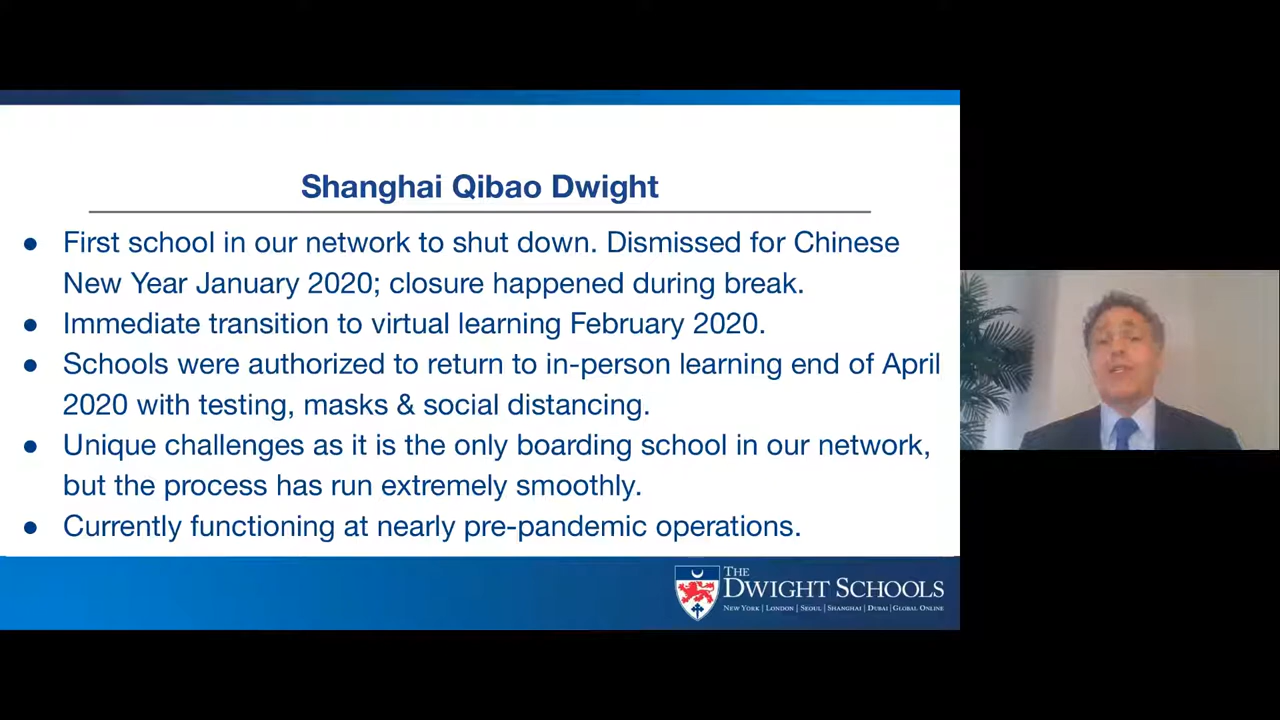 Shanghai Qibao Dwight
● First school in our network to shut down. Dismissed for Chinese
New Year January 2020; closure happened during break.
● Immediate transition to virtual learning February 2020.
● Schools were authorized to return to in-person learning end of April
2020 with testing, masks & social distancing.
● Unique challenges as it is the only boarding school in our network,
but the process has run extremely smoothly.
● Currently functioning at nearly pre-pandemic operations.
THE
DWIGHT SCHOOLS
NEW YORK | LONDON | SEOUL | SHANGHAI | DUBAI | GLOBAL ONLINE